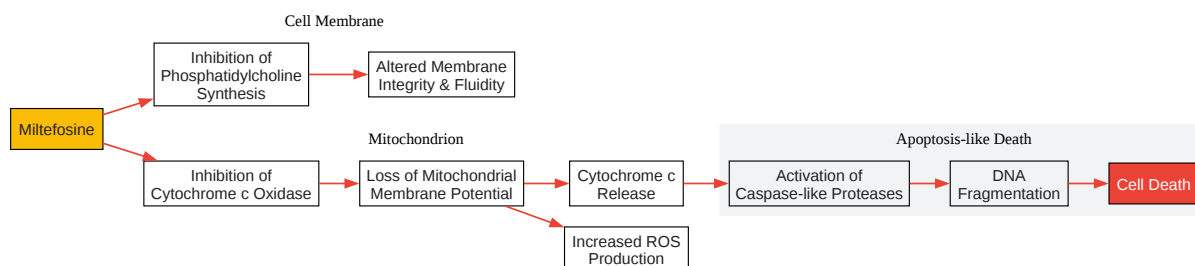 Cell Membrane
Inhibition of
Phosphatidylcholine
Synthesis
Altered Membrane
Integrity & Fluidity
Miltefosine
Mitochondrion
Apoptosis-like Death
Inhibition of
Cytochrome c Oxidase
Loss of Mitochondrial
Membrane Potential
Cytochrome c
Release
Activation of
Caspase-like Proteases
DNA
Fragmentation
Cell Death
Increased ROS
Production